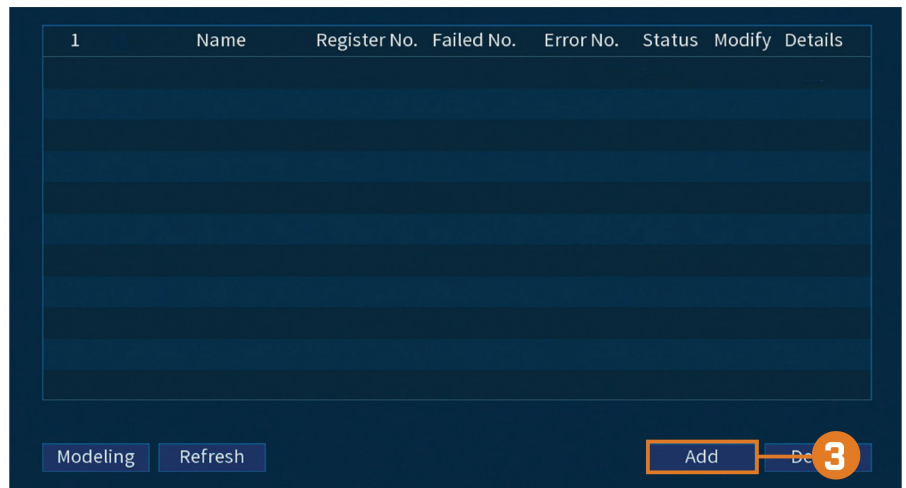 1 Name Register No. Failed No. Error No. Status Modify Details
Modeling Refresh Add 3